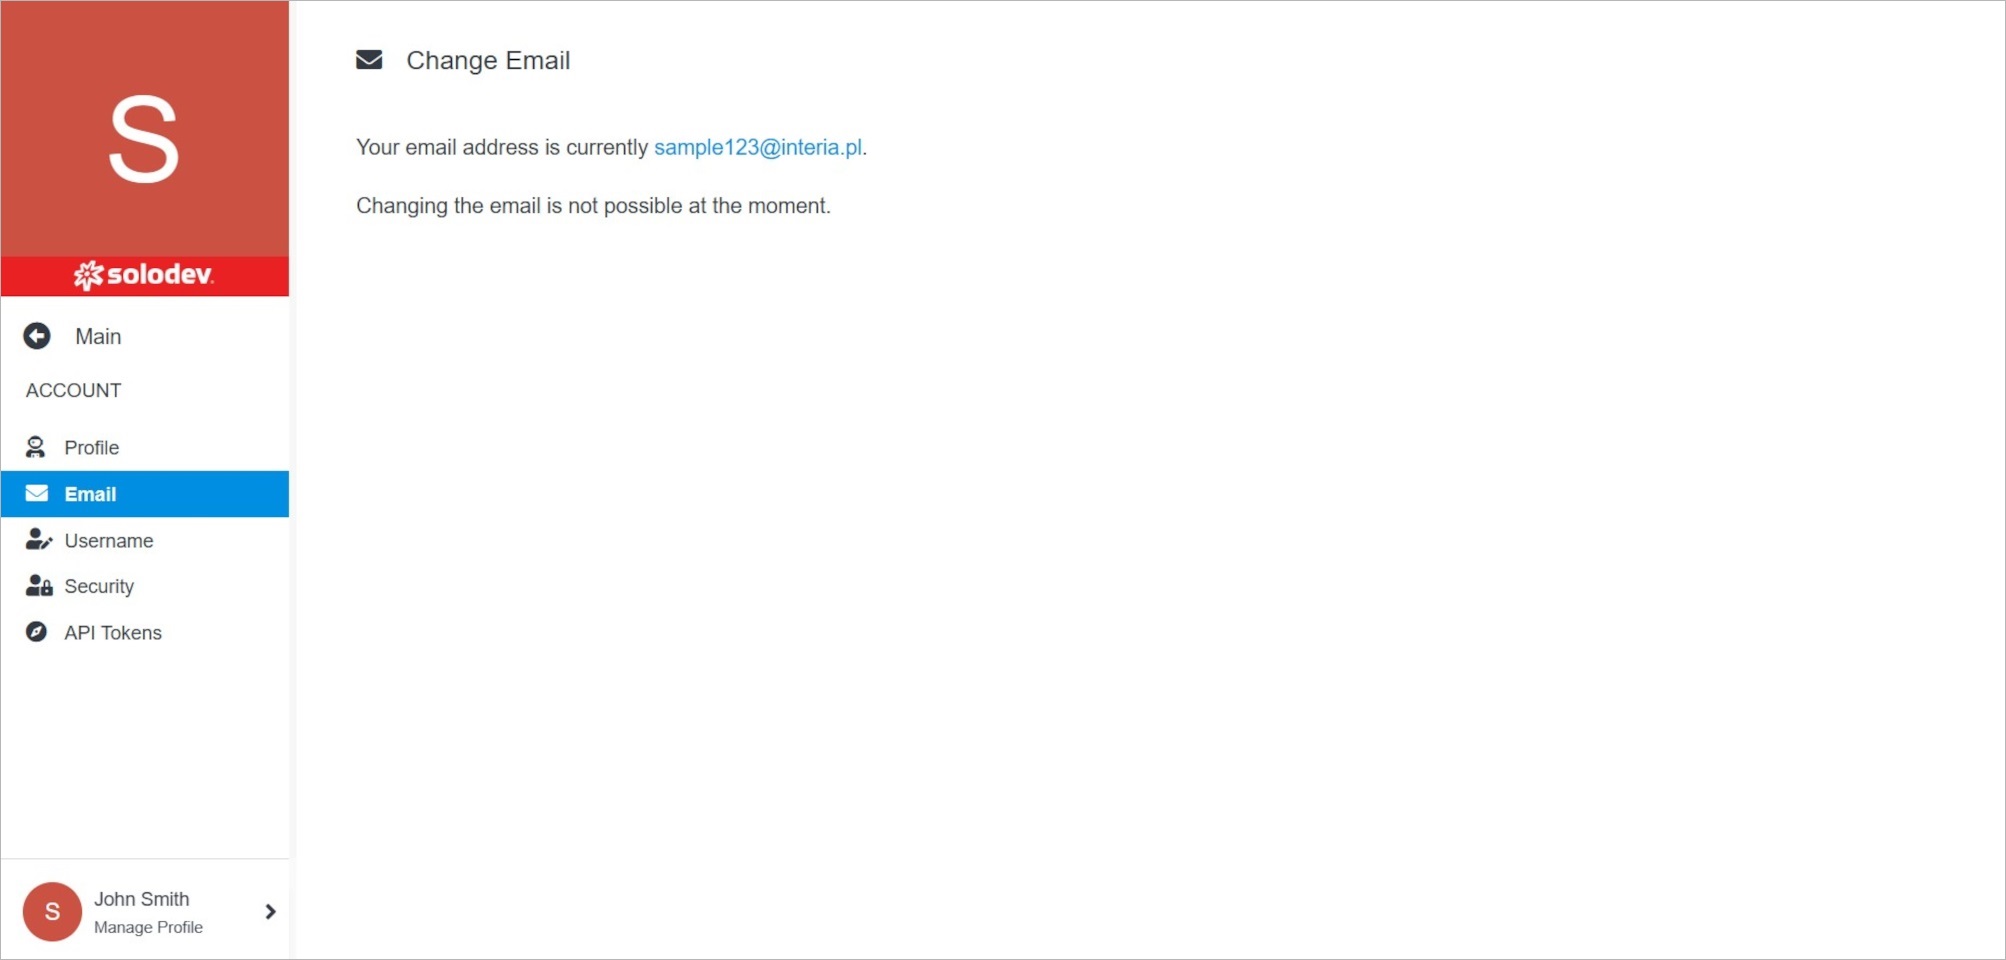 S
solodev
Main
ACCOUNT
Profile
Email
Username
Security
API Tokens
S
John Smith
Manage Profile
Change Email
Your email address is currently sample123@interia.pl.
Changing the email is not possible at the moment.